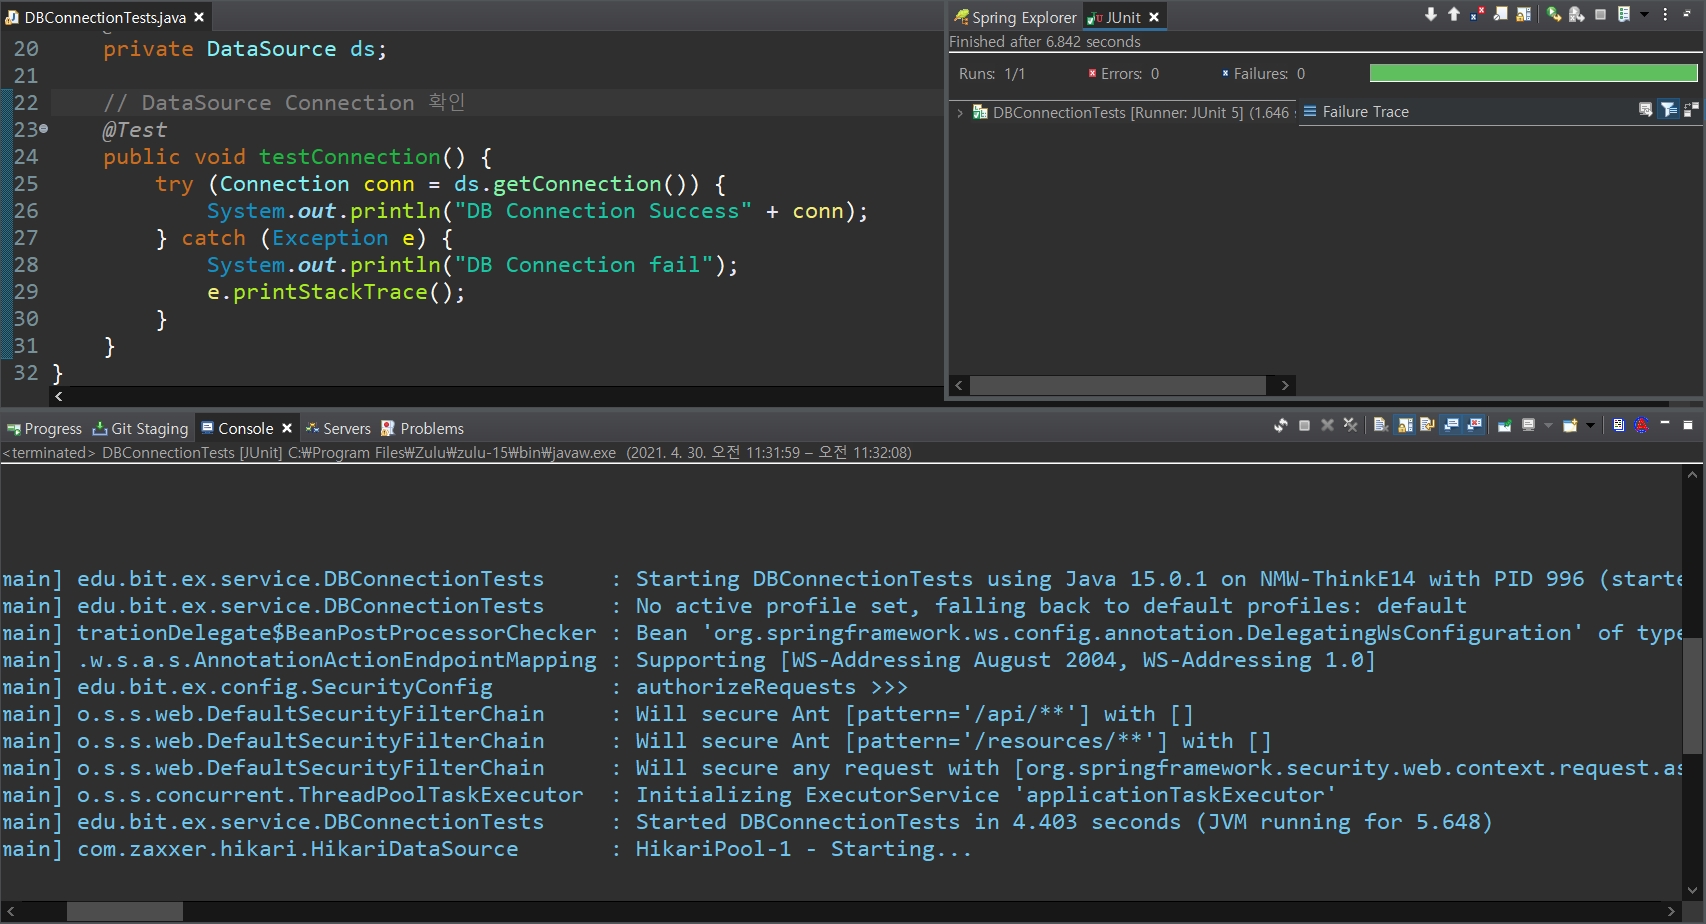 DBConnectionTests.java
20 private DataSource ds;
21
22 // DataSource Connection 확인
23 @Test
24 public void testConnection() {
25 try (Connection conn = ds.getConnection()) {
26 System.out.println("DB Connection Success" + conn);
27 } catch (Exception e) {
28 System.out.println("DB Connection fail");
29 e.printStackTrace();
30 }
31 }
32 }
Spring Explorer JUnit
Finished after 6.842 seconds
Runs: 1/1 Errors: 0 Failures: 0
DBConnectionTests [Runner: JUnit 5] (1.646 s
Failure Trace
Progress Git Staging Console Servers Problems
<terminated> DBConnectionTests [JUnit] C:₩Program Files₩Zulu₩zulu-15₩bin₩javaw.exe (2021. 4. 30. 오전 11:31:59 – 오전 11:32:08)
main] edu.bit.ex.service.DBConnectionTests : Starting DBConnectionTests using Java 15.0.1 on NMW-ThinkE14 with PID 996 (starte
main] edu.bit.ex.service.DBConnectionTests : No active profile set, falling back to default profiles: default
main] trationDelegate$BeanPostProcessorChecker : Bean 'org.springframework.ws.config.annotation.DelegatingWsConfiguration' of type
main] .w.s.a.s.AnnotationActionEndpointMapping : Supporting [WS-Addressing August 2004, WS-Addressing 1.0]
main] edu.bit.ex.config.SecurityConfig : authorizeRequests >>>
main] o.s.s.web.DefaultSecurityFilterChain : Will secure Ant [pattern='/api/**'] with []
main] o.s.s.web.DefaultSecurityFilterChain : Will secure Ant [pattern='/resources/**'] with []
main] o.s.s.web.DefaultSecurityFilterChain : Will secure any request with [org.springframework.security.web.context.request.as
main] o.s.s.concurrent.ThreadPoolTaskExecutor : Initializing ExecutorService 'applicationTaskExecutor'
main] edu.bit.ex.service.DBConnectionTests : Started DBConnectionTests in 4.403 seconds (JVM running for 5.648)
main] com.zaxxer.hikari.HikariDataSource : HikariPool-1 - Starting...